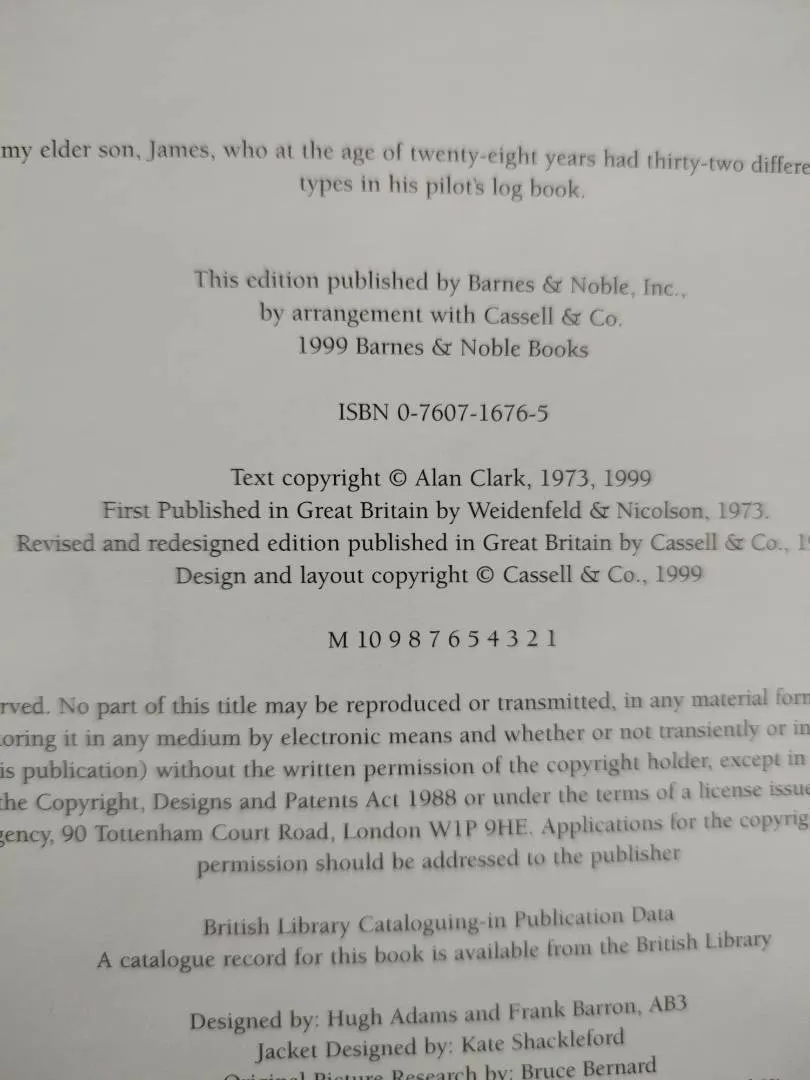 my elder son, James, who at the age of twenty-eight years had thirty-two differe
types in his pilot's log book.
This edition published by Barnes & Noble, Inc.,
by arrangement with Cassell & Co.
1999 Barnes & Noble Books
ISBN 0-7607-1676-5
Text copyright © Alan Clark, 1973, 1999
First Published in Great Britain by Weidenfeld & Nicolson, 1973.
Revised and redesigned edition published in Great Britain by Cassell & Co., 19
Design and layout copyright © Cassell & Co., 1999
M 10 9 8 7 6 5 4 3 2 1
rved. No part of this title may be reproduced or transmitted, in any material form
oring it in any medium by electronic means and whether or not transiently or in
is publication) without the written permission of the copyright holder, except in
the Copyright, Designs and Patents Act 1988 or under the terms of a license issue
gency, 90 Tottenham Court Road, London W1P 9HE. Applications for the copyrig
permission should be addressed to the publisher
British Library Cataloguing-in Publication Data
A catalogue record for this book is available from the British Library
Designed by: Hugh Adams and Frank Barron, AB3
Jacket Designed by: Kate Shackleford
Original Picture Research by: Bruce Bernard